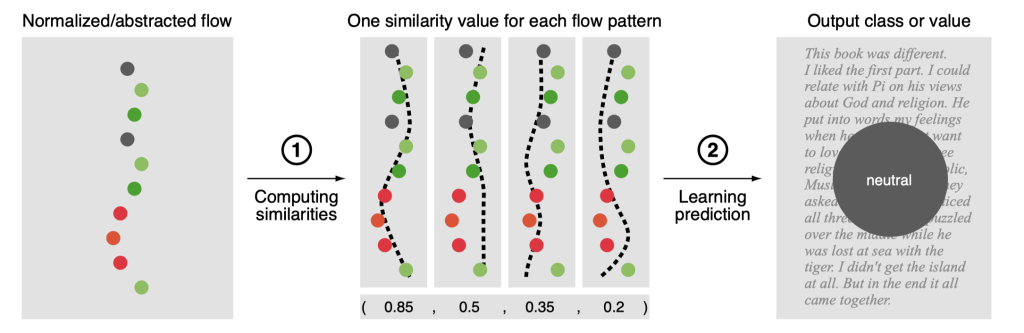 Normalized/abstracted flow
One similarity value for each flow pattern
Output class or value
1
Computing
similarities
( 0.85 , 0.5 , 0.35 , 0.2 )
2
Learning
prediction
This book was different.
I liked the first part. I could
relate with Pi on his views
about God and religion. He
put into words my feelings
when he want
to lov
relig
neutral
asked
all three puzzled
over the middle while he
was lost at sea with the
tiger. I didn't get the island
at all. But in the end it all
came together.